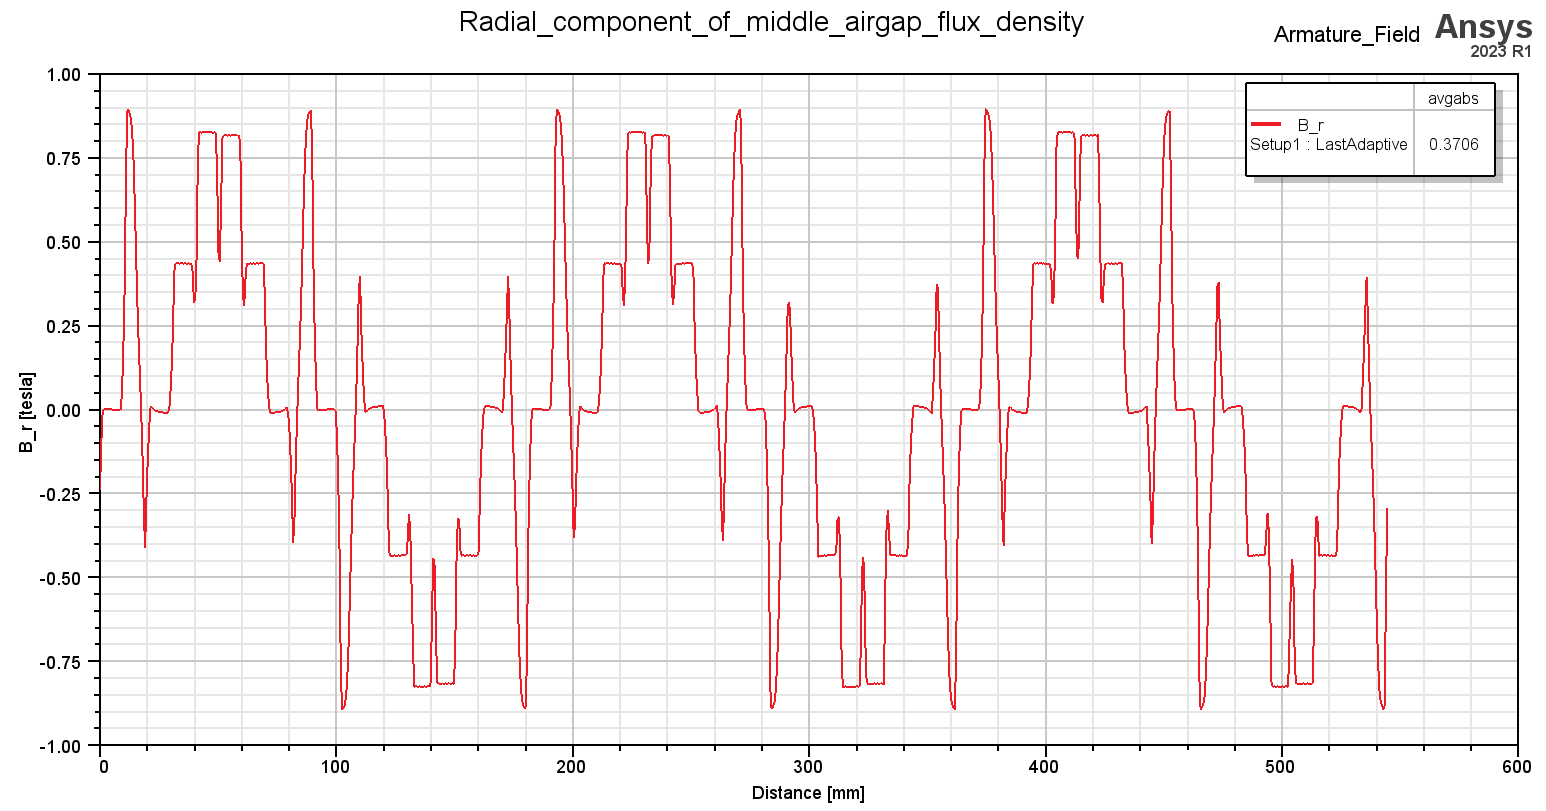 Radial_component_of_middle_airgap_flux_density
Armature_Field
Ansys
2023 R1
avgabs
B_r
Setup1 : LastAdaptive
0.3706
1.00
0.75
0.50
0.25
0.00
-0.25
-0.50
-0.75
-1.00
B_r [tesla]
0 100 200 300 400 500 600
Distance [mm]